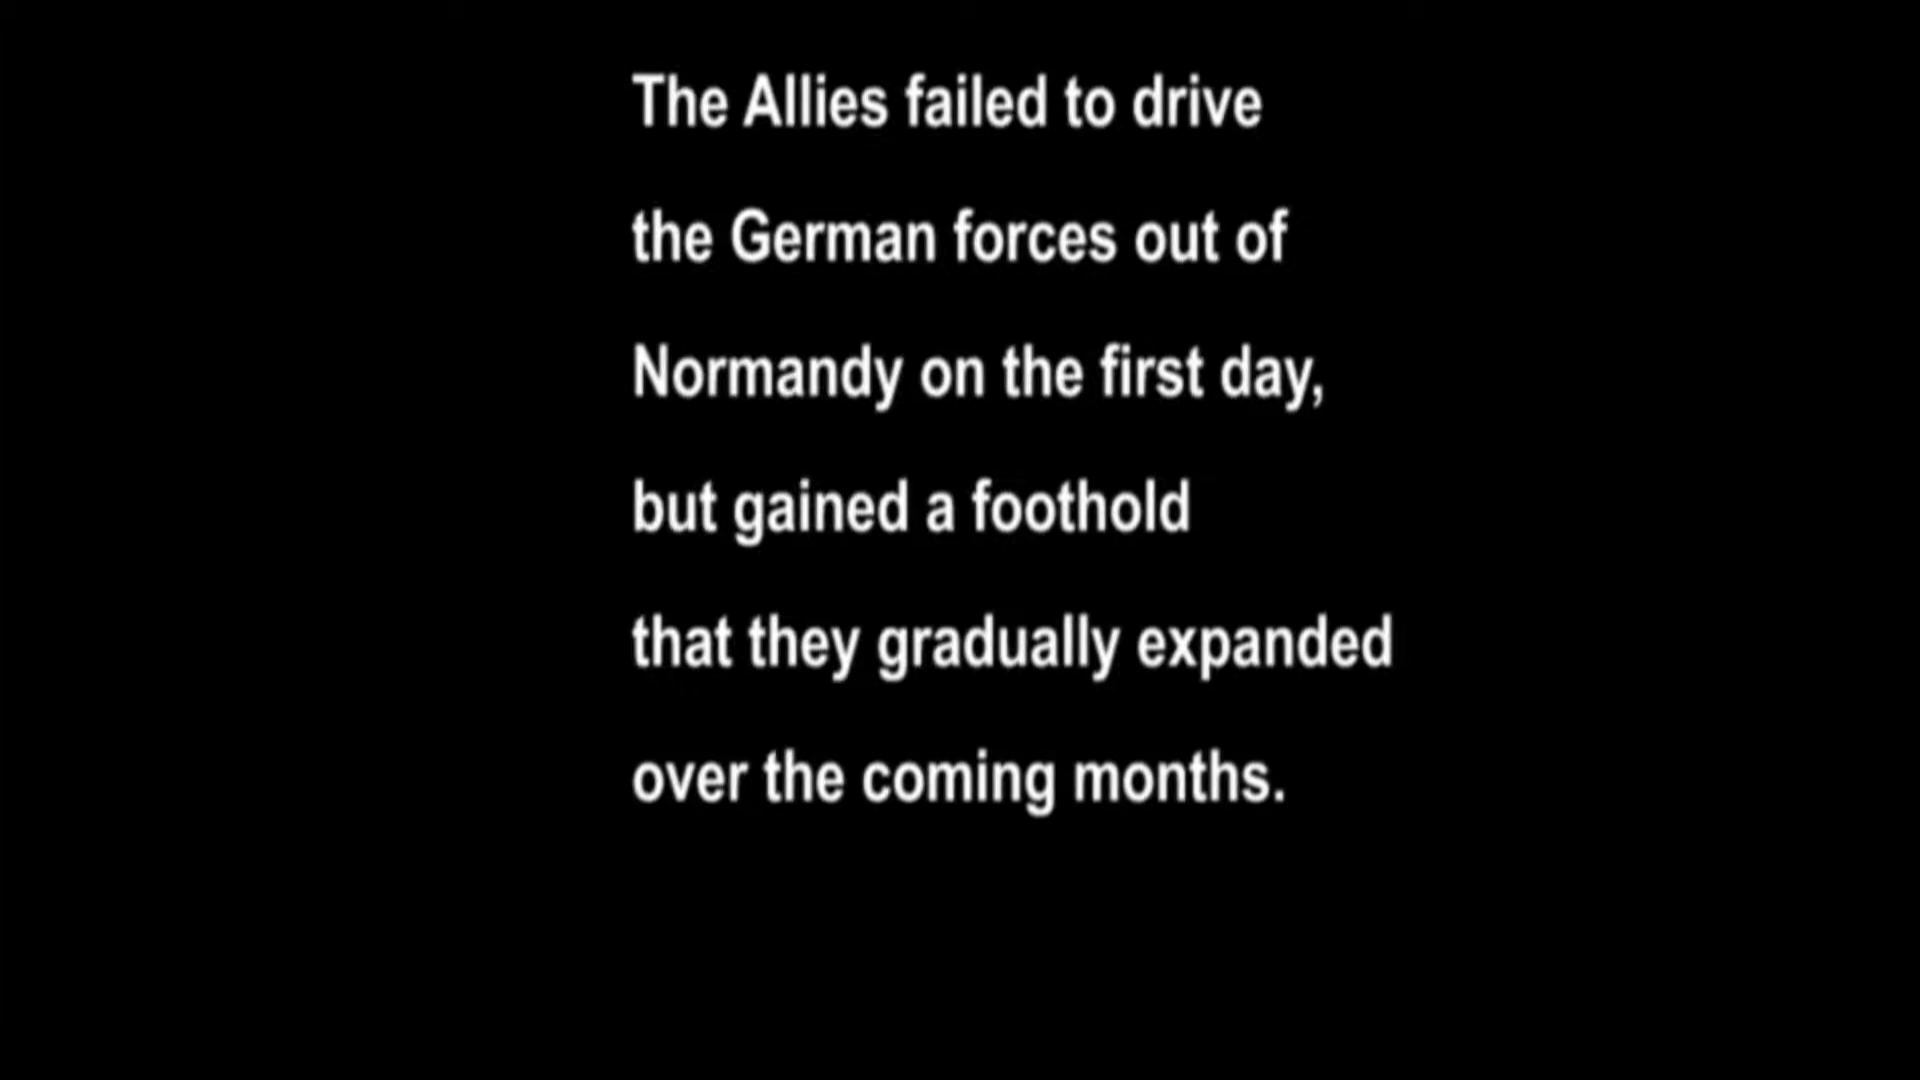 The Allies failed to drive
the German forces out of
Normandy on the first day,
but gained a foothold
that they gradually expanded
over the coming months.